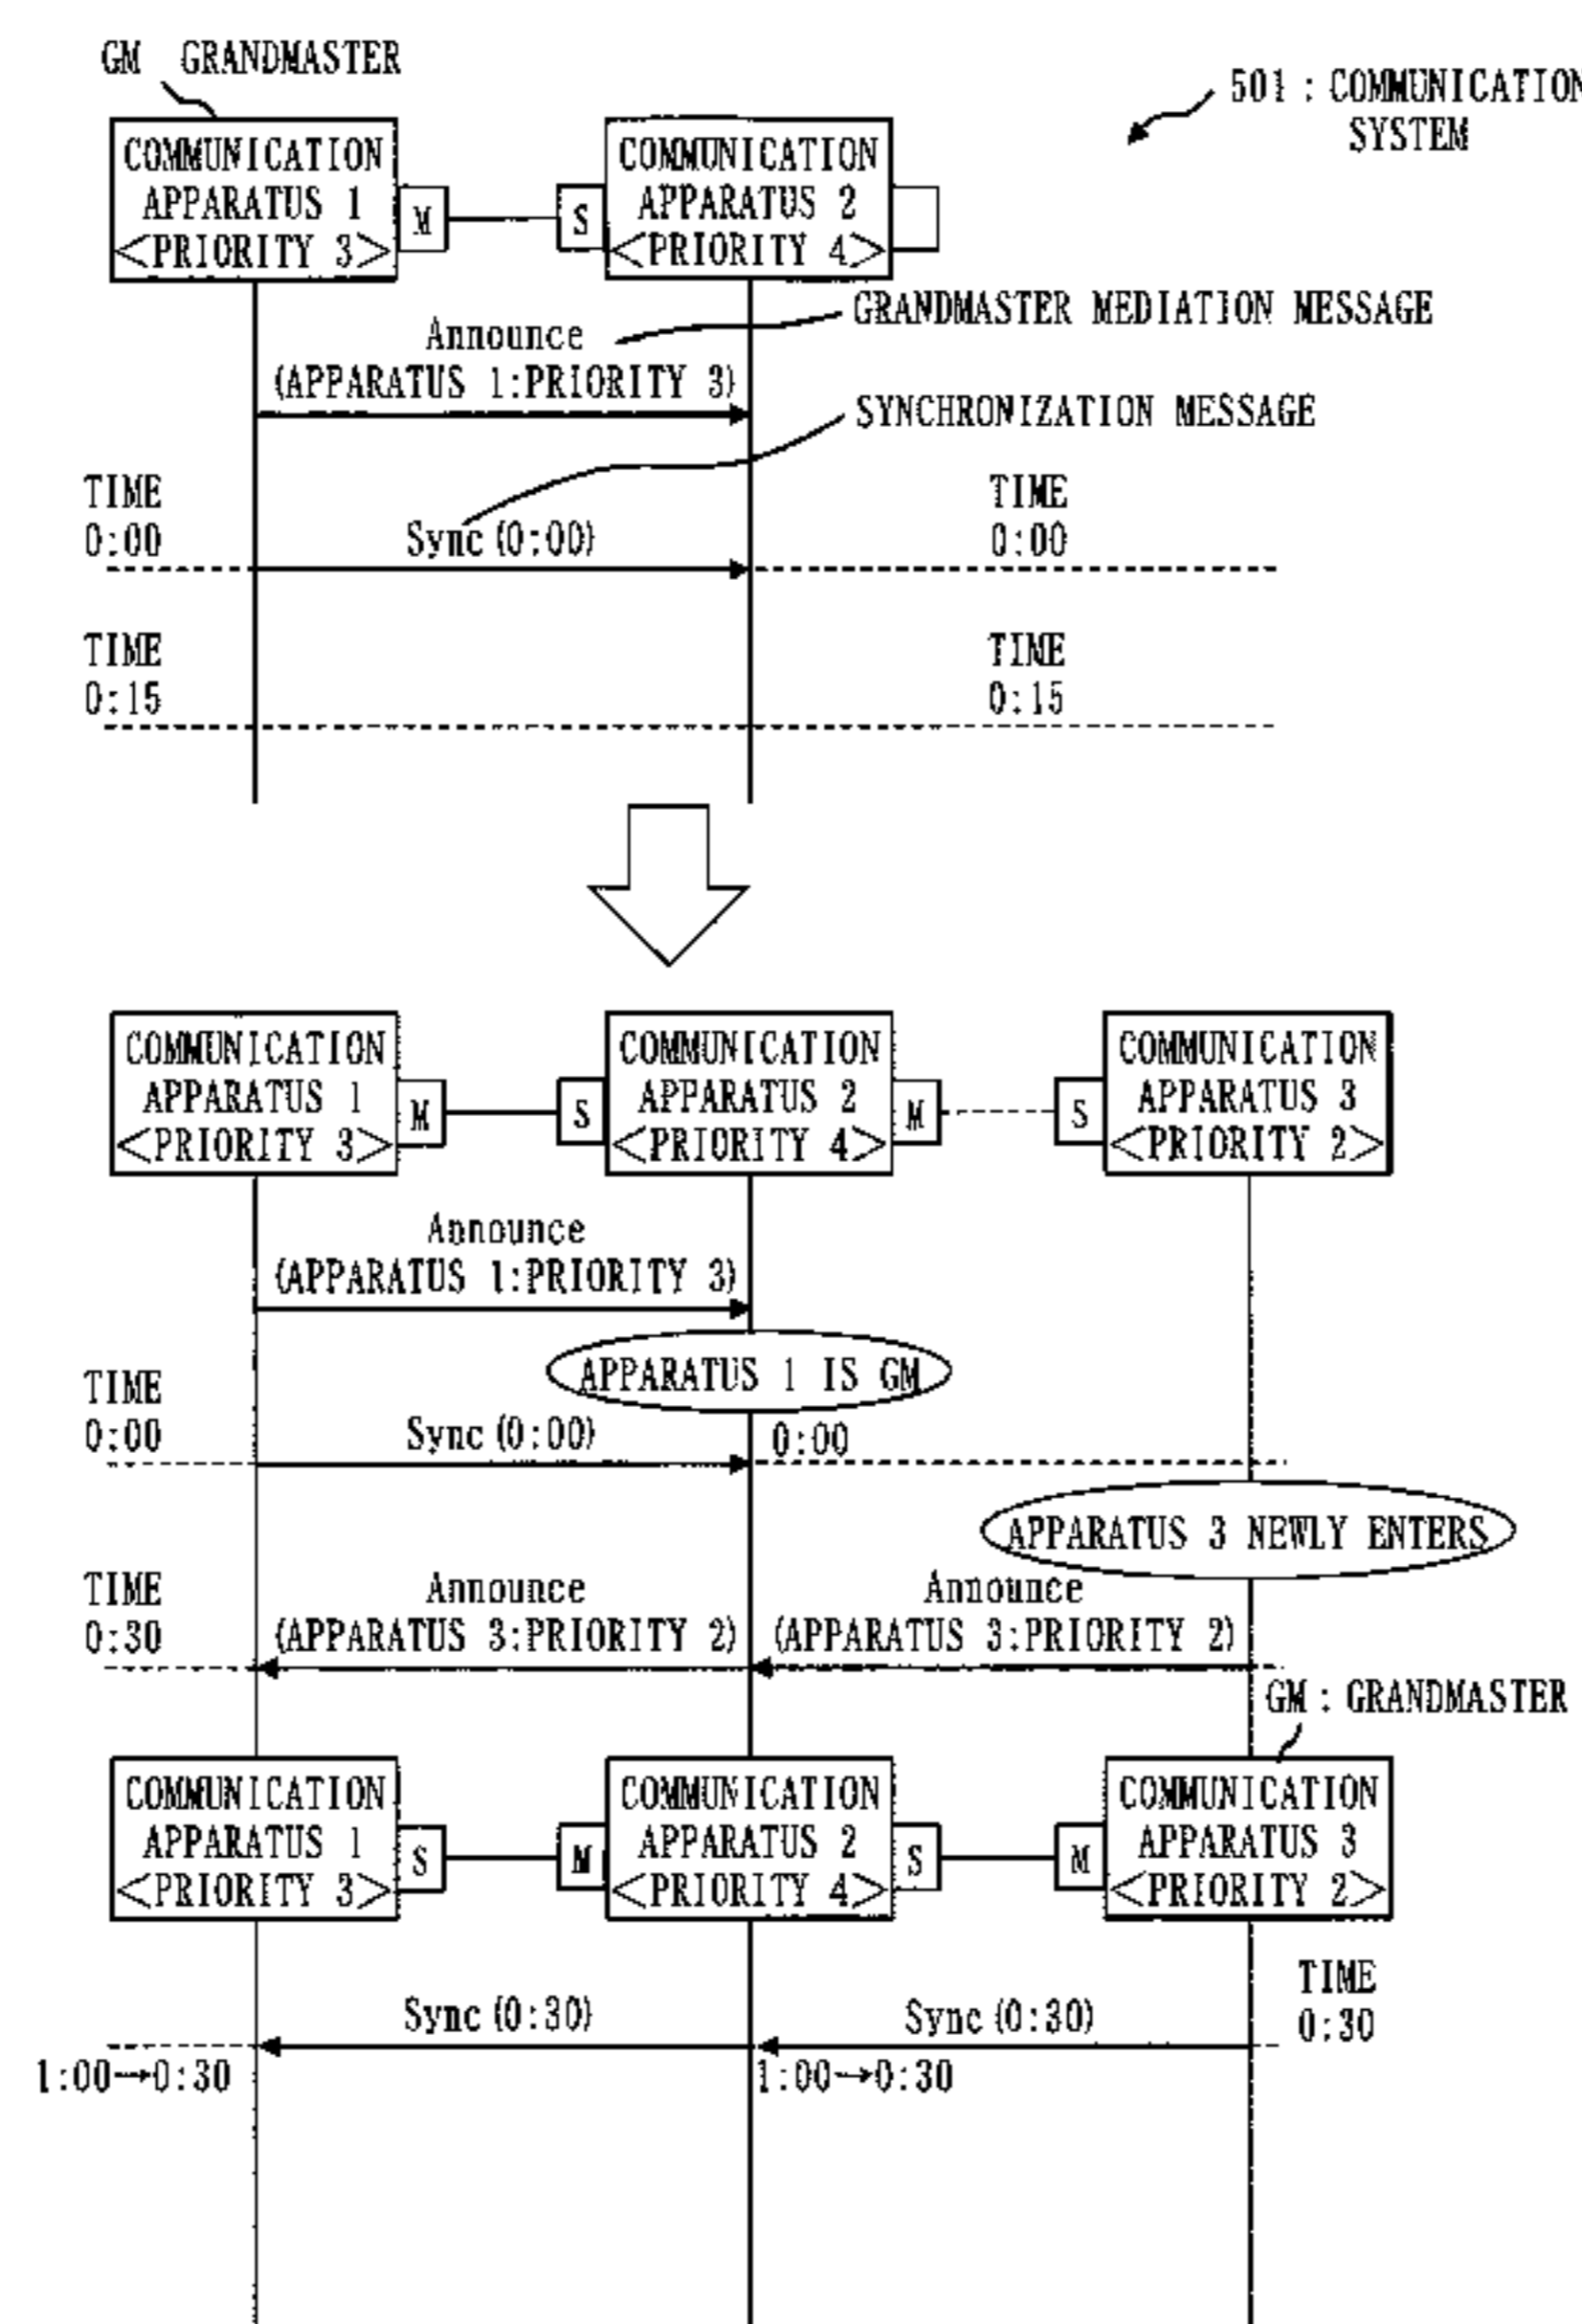 GM GRANDMASTER
501 : COMMUNICATION
SYSTEM
COMMUNICATION
APPARATUS 1
<PRIORITY 3>
M
S
COMMUNICATION
APPARATUS 2
<PRIORITY 4>
GRANDMASTER MEDIATION MESSAGE
Announce
(APPARATUS 1:PRIORITY 3)
SYNCHRONIZATION MESSAGE
TIME
0:00
Sync (0:00)
TIME
0:00
TIME
0:15
TIME
0:15
COMMUNICATION
APPARATUS 1
<PRIORITY 3>
M
S
COMMUNICATION
APPARATUS 2
<PRIORITY 4>
M
S
COMMUNICATION
APPARATUS 3
<PRIORITY 2>
Announce
(APPARATUS 1:PRIORITY 3)
APPARATUS 1 IS GM
TIME
0:00
Sync (0:00)
0:00
APPARATUS 3 NEWLY ENTERS
TIME
0:30
Announce
(APPARATUS 3:PRIORITY 2)
Announce
(APPARATUS 3:PRIORITY 2)
GM : GRANDMASTER
COMMUNICATION
APPARATUS 1
<PRIORITY 3>
S
M
COMMUNICATION
APPARATUS 2
<PRIORITY 4>
S
M
COMMUNICATION
APPARATUS 3
<PRIORITY 2>
TIME
0:30
Sync (0:30)
Sync (0:30)
1:00→0:30
1:00→0:30